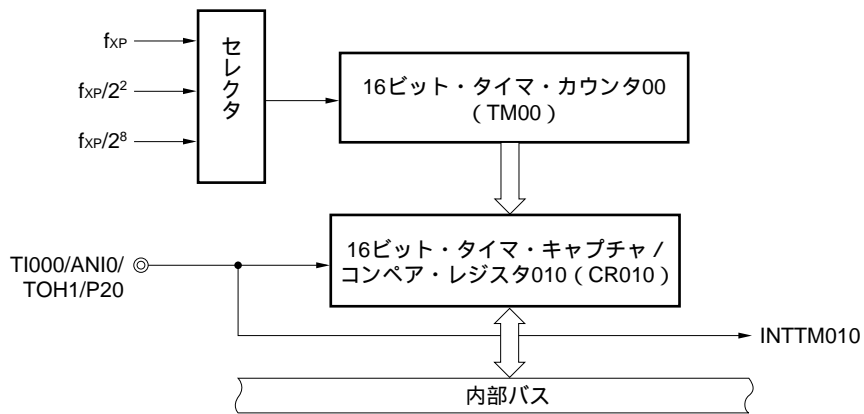 fXP
fXP/2²
fXP/2⁸
セレクタ
16ビット・タイマ・カウンタ00
（TM00）
16ビット・タイマ・キャプチャ／
コンペア・レジスタ010（CR010）
TI000/ANI0/
TOH1/P20
INTTM010
内部バス